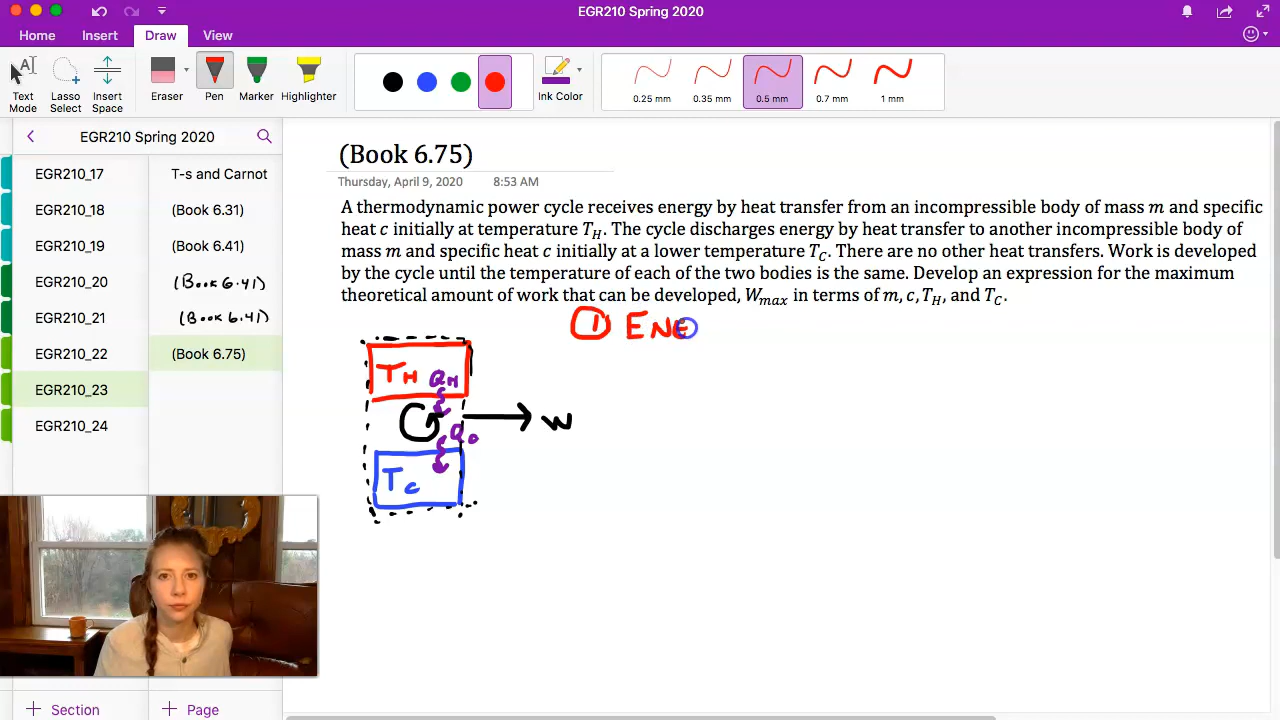 EGR210 Spring 2020
Home Insert Draw View
Text Mode
Lasso Select
Insert Space
Eraser
Pen
Marker
Highlighter
Ink Color
0.25 mm
0.35 mm
0.5 mm
0.7 mm
1 mm
EGR210 Spring 2020
EGR210_17
EGR210_18
EGR210_19
EGR210_20
EGR210_21
EGR210_22
EGR210_23
EGR210_24
T-s and Carnot
(Book 6.31)
(Book 6.41)
(Book 6.41)
(Book 6.41)
(Book 6.75)
+ Section
+ Page
(Book 6.75)
Thursday, April 9, 2020 8:53 AM
A thermodynamic power cycle receives energy by heat transfer from an incompressible body of mass m and specific
heat c initially at temperature T_H. The cycle discharges energy by heat transfer to another incompressible body of
mass m and specific heat c initially at a lower temperature T_C. There are no other heat transfers. Work is developed
by the cycle until the temperature of each of the two bodies is the same. Develop an expression for the maximum
theoretical amount of work that can be developed, W_max in terms of m, c, T_H, and T_C.
① ENE
T_H
Q_H
W
Q_o
T_c